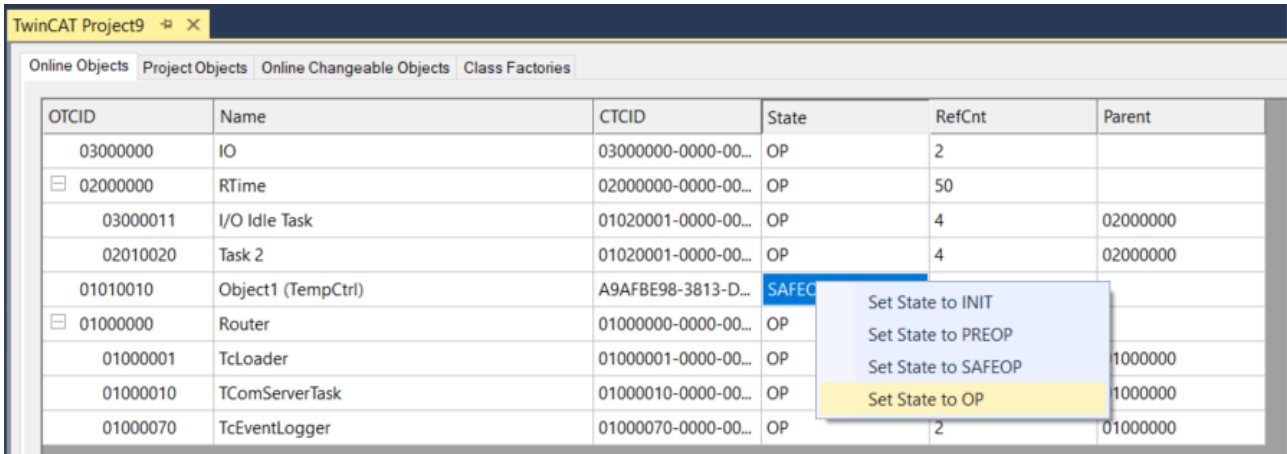 TwinCAT Project9
Online Objects Project Objects Online Changeable Objects Class Factories
OTCID Name CTCID State RefCnt Parent
03000000 IO 03000000-0000-00... OP 2
02000000 RTime 02000000-0000-00... OP 50
03000011 I/O Idle Task 01020001-0000-00... OP 4 02000000
02010020 Task 2 01020001-0000-00... OP 4 02000000
01010010 Object1 (TempCtrl) A9AFBE98-3813-D...
Set State to INIT
01000000 Router 01000000-0000-00... OP
Set State to PREOP
01000001 TcLoader 01000001-0000-00... OP
Set State to SAFEOP
01000010 TComServerTask 01000010-0000-00... OP
Set State to OP
01000070 TcEventLogger 01000070-0000-00... OP 2 01000000